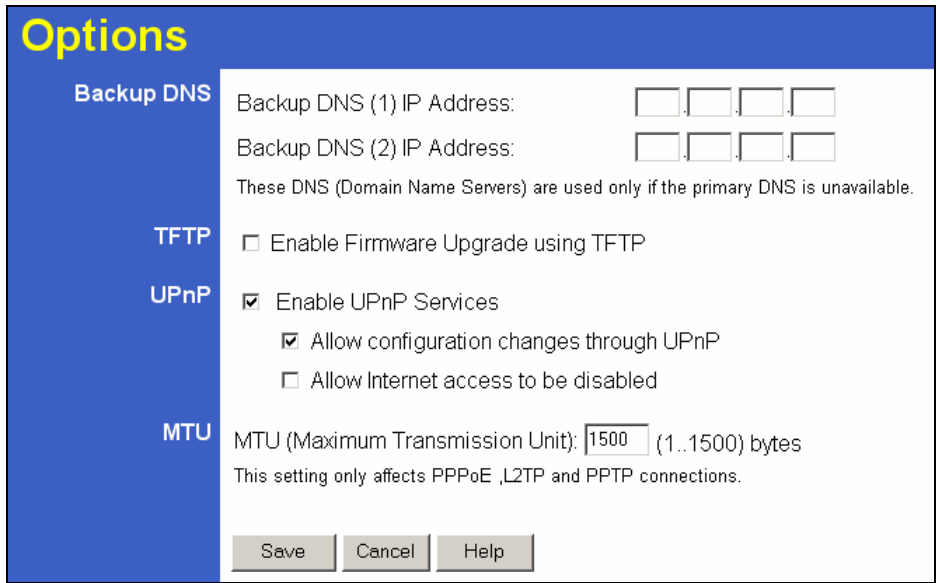 Options
Backup DNS
Backup DNS (1) IP Address: . . .
Backup DNS (2) IP Address: . . .
These DNS (Domain Name Servers) are used only if the primary DNS is unavailable.
TFTP
Enable Firmware Upgrade using TFTP
UPnP
Enable UPnP Services
Allow configuration changes through UPnP
Allow Internet access to be disabled
MTU
MTU (Maximum Transmission Unit): 1500 (1..1500) bytes
This setting only affects PPPoE ,L2TP and PPTP connections.
Save Cancel Help